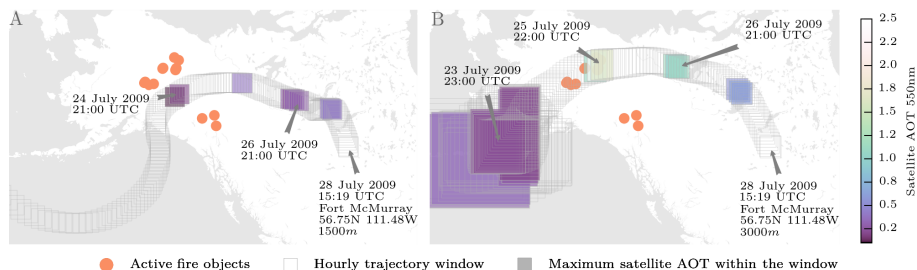 A
24 July 2009
21:00 UTC
26 July 2009
21:00 UTC
28 July 2009
15:19 UTC
Fort McMurray
56.75N 111.48W
1500m
B
25 July 2009
22:00 UTC
26 July 2009
21:00 UTC
23 July 2009
23:00 UTC
28 July 2009
15:19 UTC
Fort McMurray
56.75N 111.48W
3000m
2.5
2.2
2.0
1.8
1.5
1.2
1.0
0.8
0.5
0.2
Satellite AOT 550nm
Active fire objects
Hourly trajectory window
Maximum satellite AOT within the window